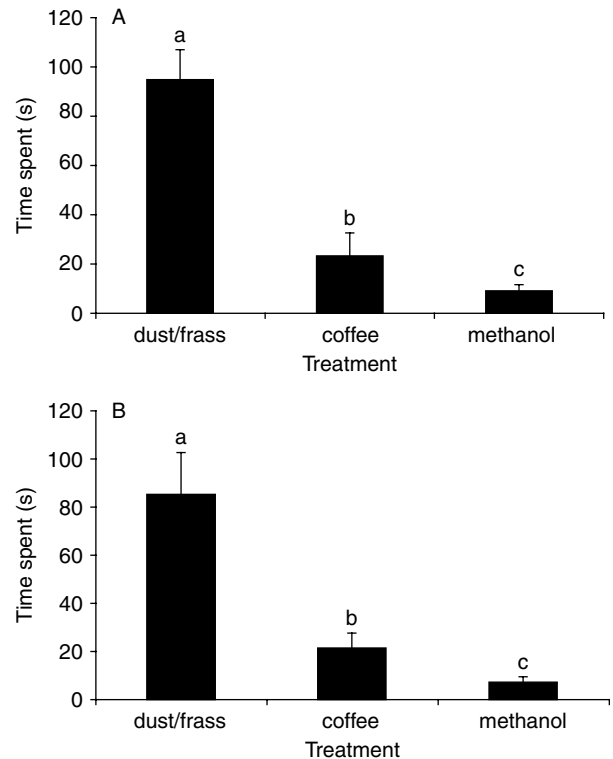 A
a
120
100
80
60
40
20
0
Time spent (s)
b
c
dust/frass coffee methanol
Treatment
B
a
120
100
80
60
40
20
0
Time spent (s)
b
c
dust/frass coffee methanol
Treatment